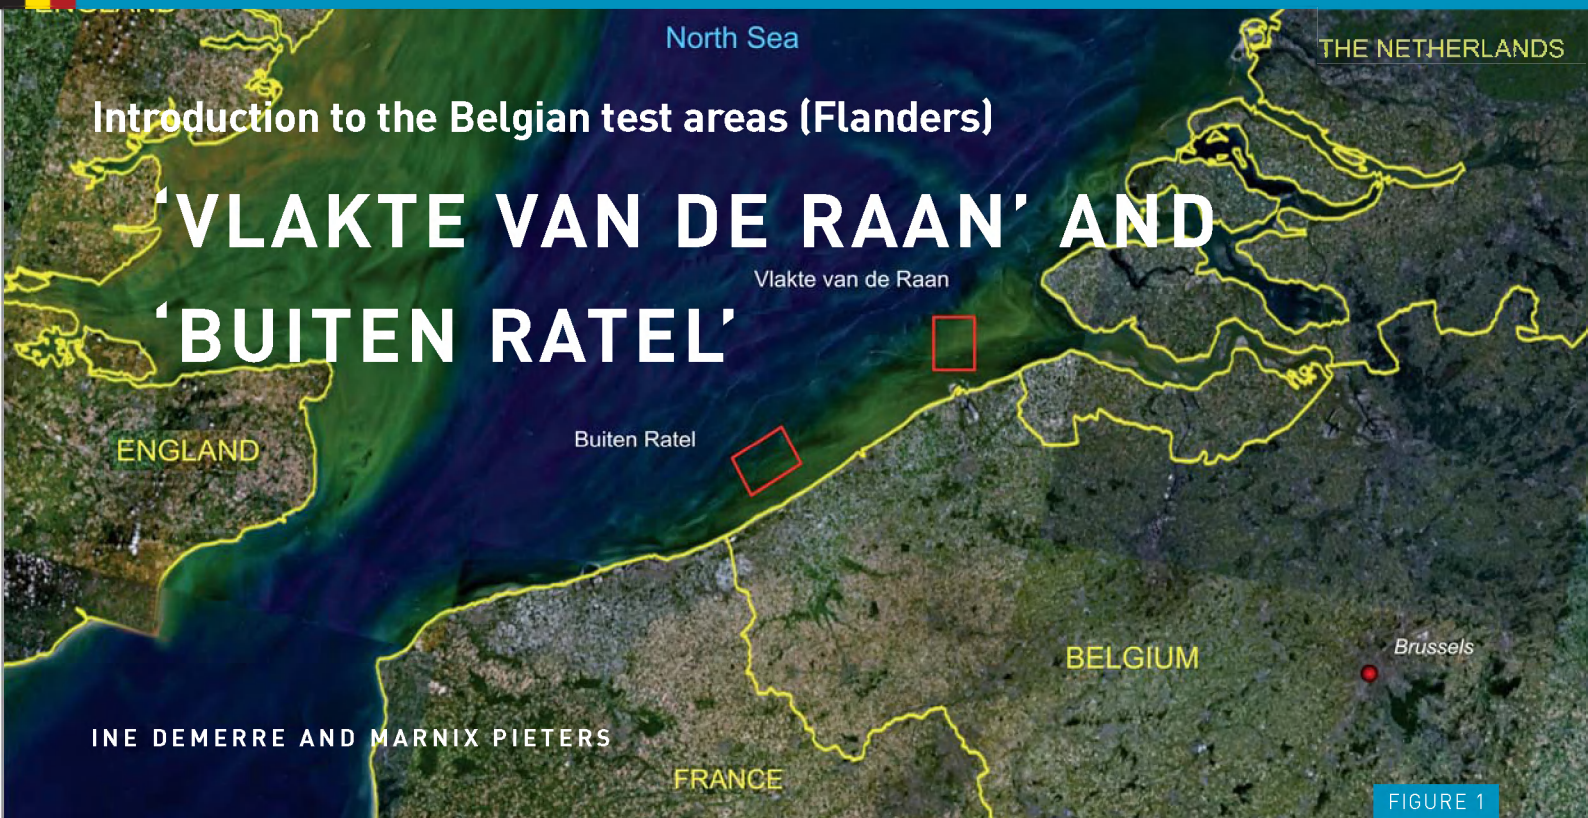 ENGLAND
North Sea
THE NETHERLANDS
Introduction to the Belgian test areas (Flanders)
‘VLAKTE VAN DE RAAN’ AND
Vlakte van de Raan
‘BUITEN RATEL’
Buiten Ratel
ENGLAND
Brussels
BELGIUM
INE DEMERRE AND MARNIX PIETERS
FRANCE
FIGURE 1